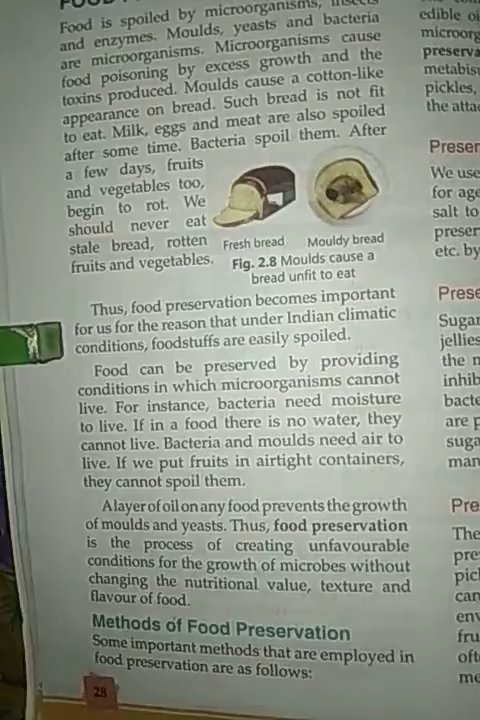 Food is spoiled by microorganisms, insects
and enzymes. Moulds, yeasts and bacteria
are microorganisms. Microorganisms cause
food poisoning by excess growth and the
toxins produced. Moulds cause a cotton-like
appearance on bread. Such bread is not fit
to eat. Milk, eggs and meat are also spoiled
after some time. Bacteria spoil them. After
a few days, fruits
and vegetables too,
begin to rot. We
should never eat
stale bread, rotten
fruits and vegetables.
Fresh bread Mouldy bread
Fig. 2.8 Moulds cause a
bread unfit to eat
Thus, food preservation becomes important
for us for the reason that under Indian climatic
conditions, foodstuffs are easily spoiled.
Food can be preserved by providing
conditions in which microorganisms cannot
live. For instance, bacteria need moisture
to live. If in a food there is no water, they
cannot live. Bacteria and moulds need air to
live. If we put fruits in airtight containers,
they cannot spoil them.
A layer of oil on any food prevents the growth
of moulds and yeasts. Thus, food preservation
is the process of creating unfavourable
conditions for the growth of microbes without
changing the nutritional value, texture and
flavour of food.
Methods of Food Preservation
Some important methods that are employed in
food preservation are as follows:
28
edible oi
microorg
preserva
metabis
pickles,
the atta
Preser
We use
for age
salt to
preser
etc. by
Prese
Sugar
jellies
the n
inhib
bacte
are p
suga
man
Pre
The
pre
picl
can
env
fru
oft
me